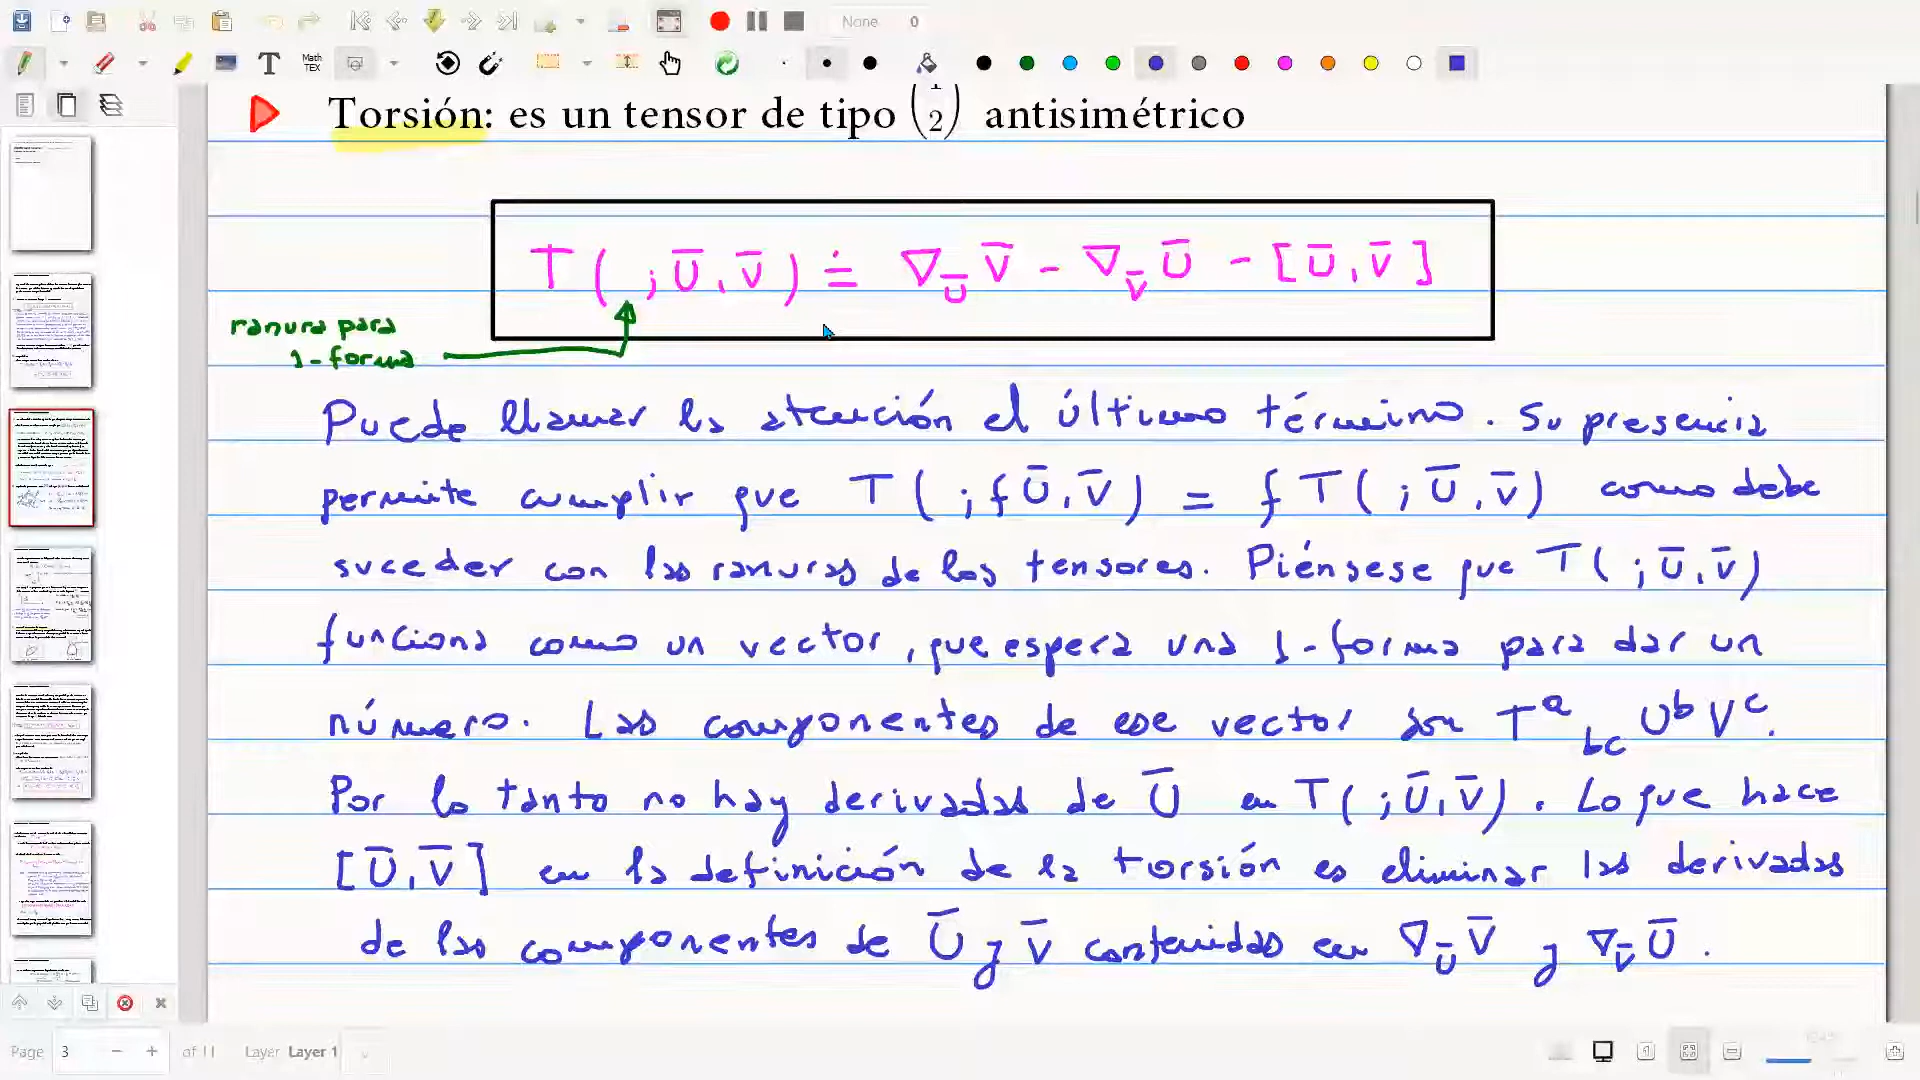 None 0
T Math TEX
Torsión: es un tensor de tipo (1 2) antisimétrico
T( ; Ū, V̄) ≐ ∇_Ū V̄ - ∇_V̄ Ū - [Ū, V̄]
ranura para
1-forma
Puede llamar la atención el último término. Su presencia
permite cumplir que T( ; fŪ, V̄) = f T( ; Ū, V̄) como debe
suceder con las ranuras de los tensores. Piénsese que T( ; Ū, V̄)
funciona como un vector, que espera una 1-forma para dar un
número. Las componentes de ese vector son T^a_bc U^b V^c.
Por lo tanto no hay derivadas de Ū en T( ; Ū, V̄). Lo que hace
[Ū, V̄] en la definición de la torsión es eliminar las derivadas
de las componentes de Ū y V̄ contenidas en ∇_Ū V̄ y ∇_V̄ Ū.
Page 3 - + of 11 Layer Layer 1